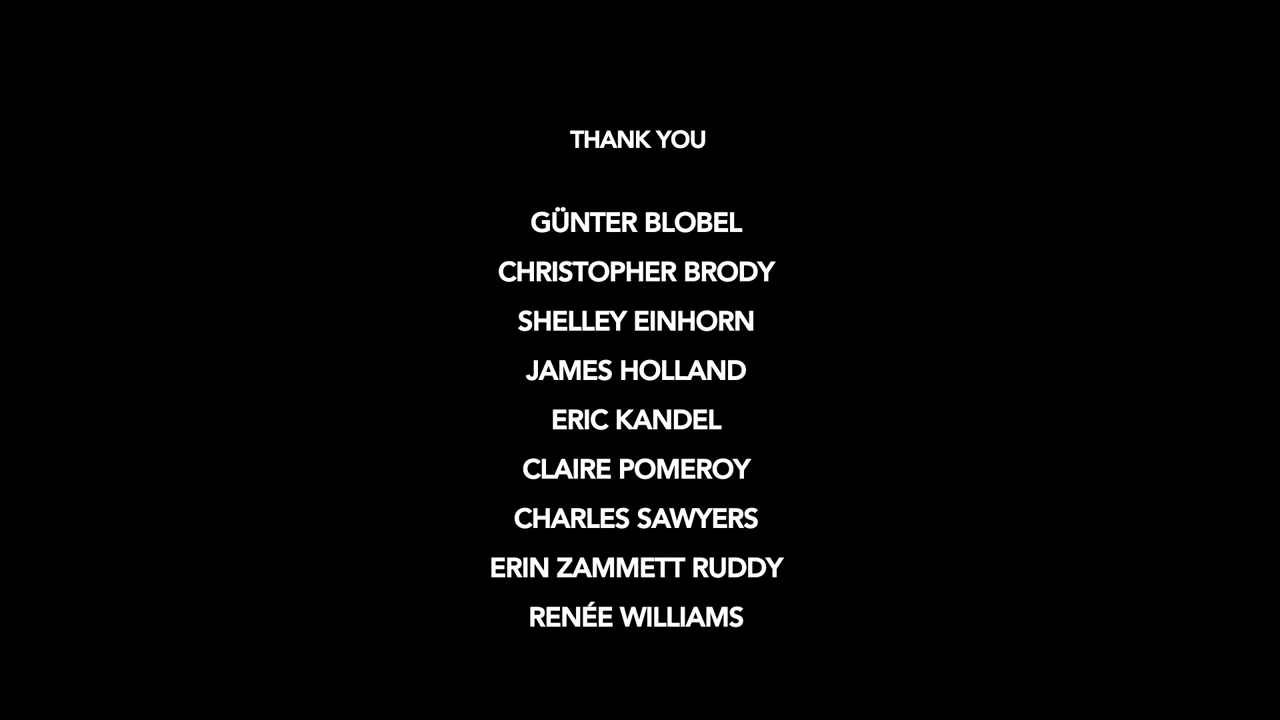 THANK YOU
GÜNTER BLOBEL
CHRISTOPHER BRODY
SHELLEY EINHORN
JAMES HOLLAND
ERIC KANDEL
CLAIRE POMEROY
CHARLES SAWYERS
ERIN ZAMMETT RUDDY
RENÉE WILLIAMS